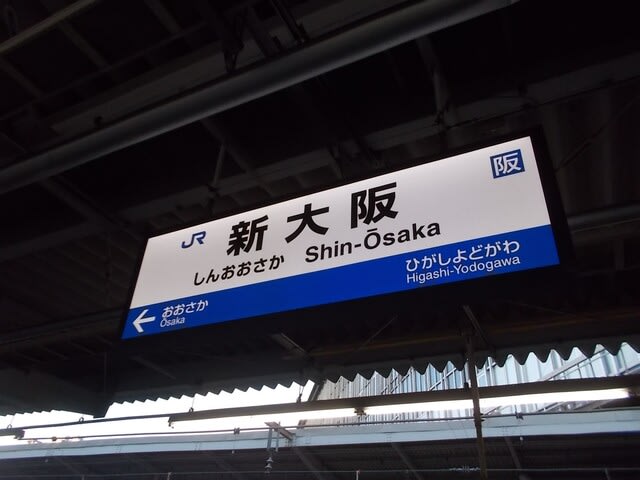 JR 新大阪 阪
しんおおさか Shin-Ōsaka
← おおさか ひがしよどがわ
Ōsaka Higashi-Yodogawa